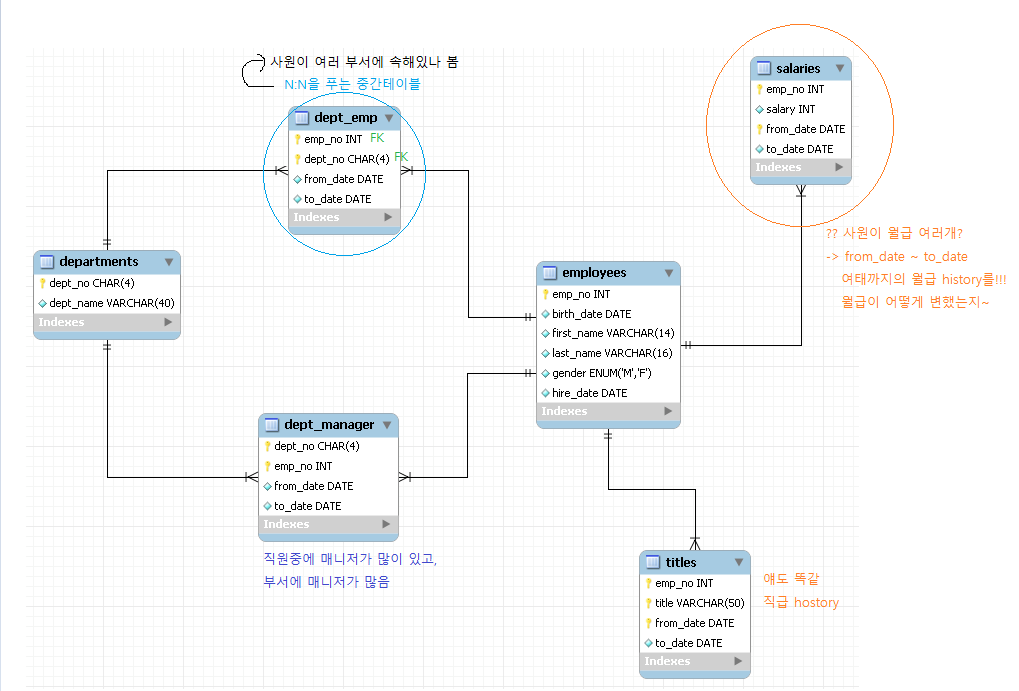 사원이 여러 부서에 속해있나 봄
N:N을 푸는 중간테이블
dept_emp
emp_no INT FK
dept_no CHAR(4) FK
from_date DATE
to_date DATE
Indexes
salaries
emp_no INT
salary INT
from_date DATE
to_date DATE
Indexes
?? 사원이 월급 여러개?
-> from_date ~ to_date
여태까지의 월급 history를!!!
월급이 어떻게 변했는지~
departments
dept_no CHAR(4)
dept_name VARCHAR(40)
Indexes
employees
emp_no INT
birth_date DATE
first_name VARCHAR(14)
last_name VARCHAR(16)
gender ENUM('M','F')
hire_date DATE
Indexes
dept_manager
dept_no CHAR(4)
emp_no INT
from_date DATE
to_date DATE
Indexes
직원중에 매니저가 많이 있고,
부서에 매니저가 많음
titles
emp_no INT
title VARCHAR(50)
from_date DATE
to_date DATE
Indexes
얘도 똑같
직급 hostory